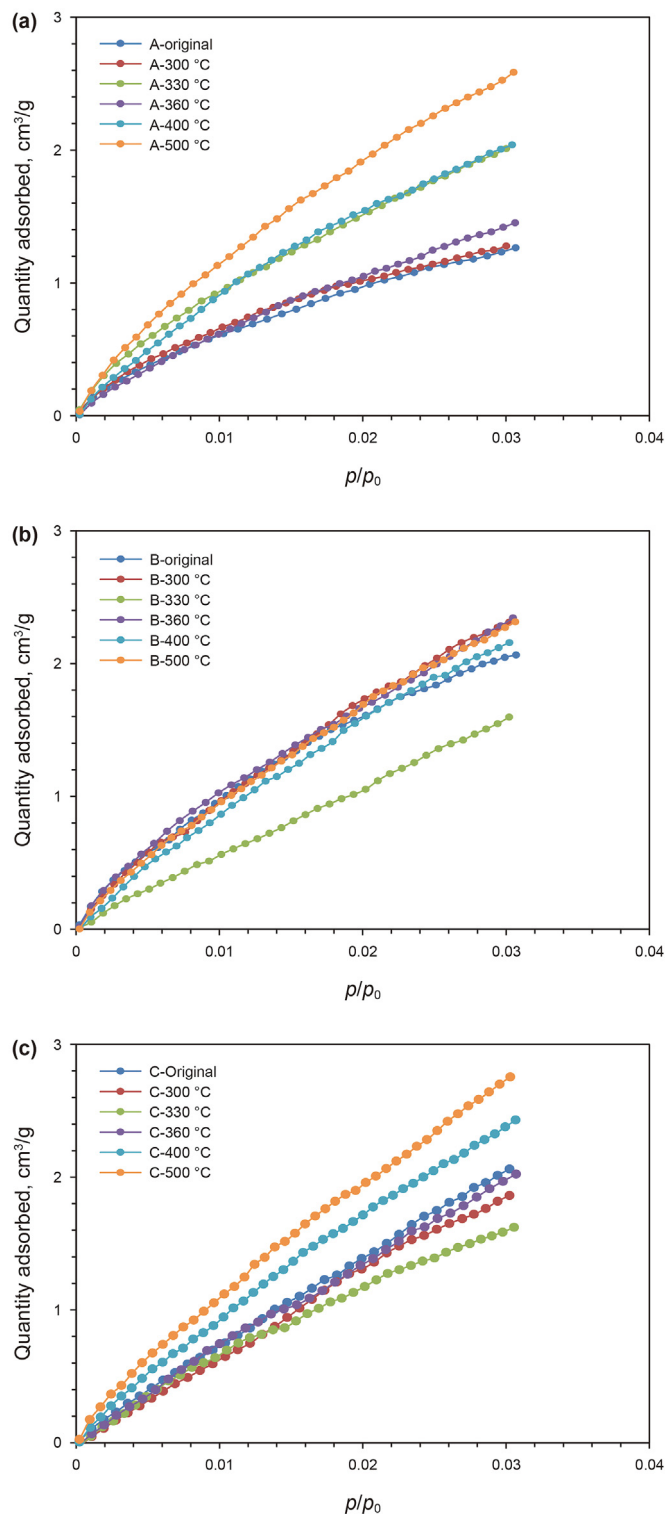 (a)
3
A-original
A-300 °C
A-330 °C
A-360 °C
A-400 °C
A-500 °C
2
Quantity adsorbed, cm³/g
1
0
0 0.01 0.02 0.03 0.04
p/p₀
(b)
3
B-original
B-300 °C
B-330 °C
B-360 °C
B-400 °C
B-500 °C
2
Quantity adsorbed, cm³/g
1
0
0 0.01 0.02 0.03 0.04
p/p₀
(c)
3
C-Original
C-300 °C
C-330 °C
C-360 °C
C-400 °C
C-500 °C
2
Quantity adsorbed, cm³/g
1
0
0 0.01 0.02 0.03 0.04
p/p₀